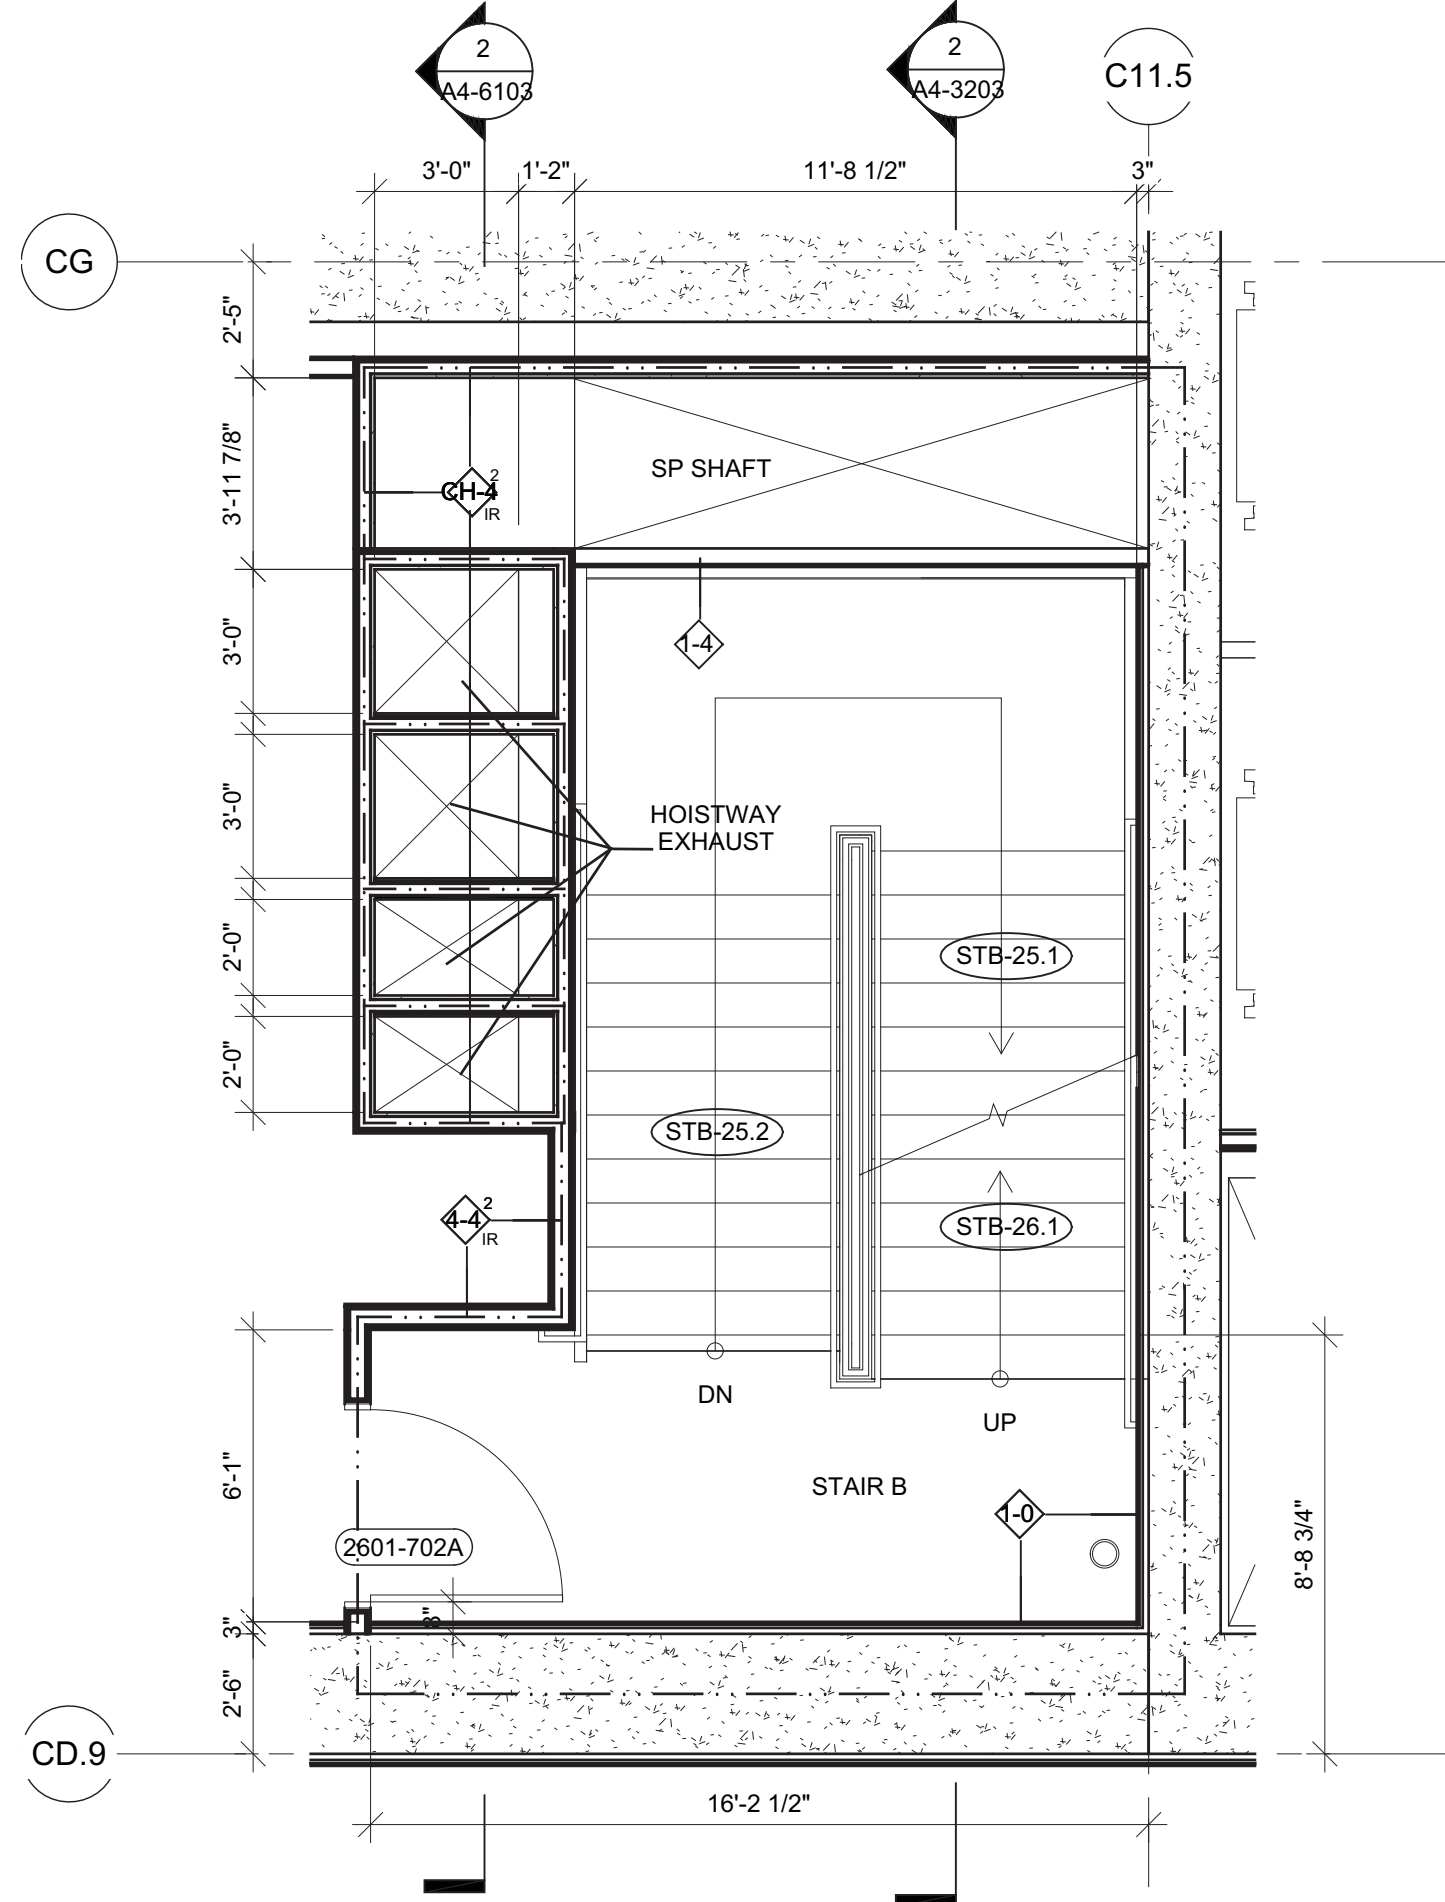 2
A4-6103
2
A4-3203
C11.5
3'-0"
1'-2"
11'-8 1/2"
3"
CG
2'-5"
3'-11 7/8"
SP SHAFT
CH-4
2
IR
3'-0"
1-4
3'-0"
HOISTWAY
EXHAUST
2'-0"
STB-25.1
2'-0"
STB-25.2
4-4
2
IR
STB-26.1
DN
UP
6'-1"
STAIR B
1-0
8'-8 3/4"
2601-702A
3"
2'-6"
CD.9
16'-2 1/2"